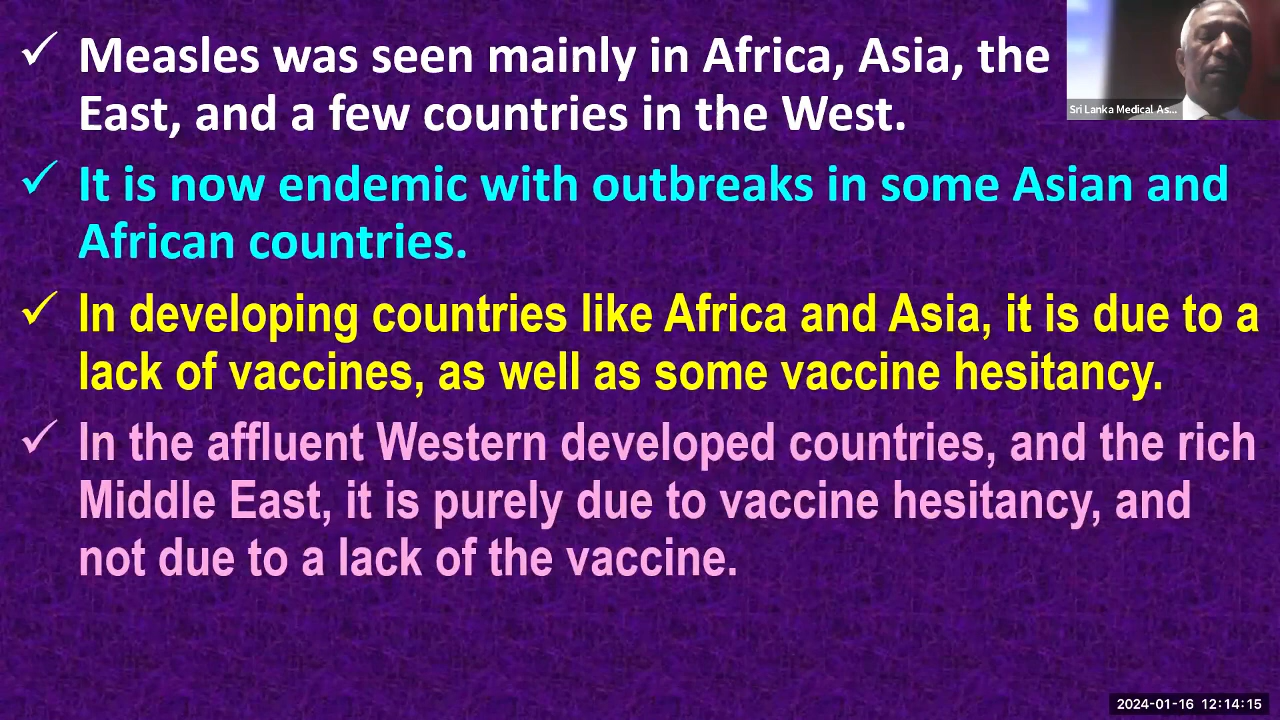 ✓ Measles was seen mainly in Africa, Asia, the
East, and a few countries in the West.
✓ It is now endemic with outbreaks in some Asian and
African countries.
✓ In developing countries like Africa and Asia, it is due to a
lack of vaccines, as well as some vaccine hesitancy.
✓ In the affluent Western developed countries, and the rich
Middle East, it is purely due to vaccine hesitancy, and
not due to a lack of the vaccine.
Sri Lanka Medical As...
2024-01-16 12:14:15